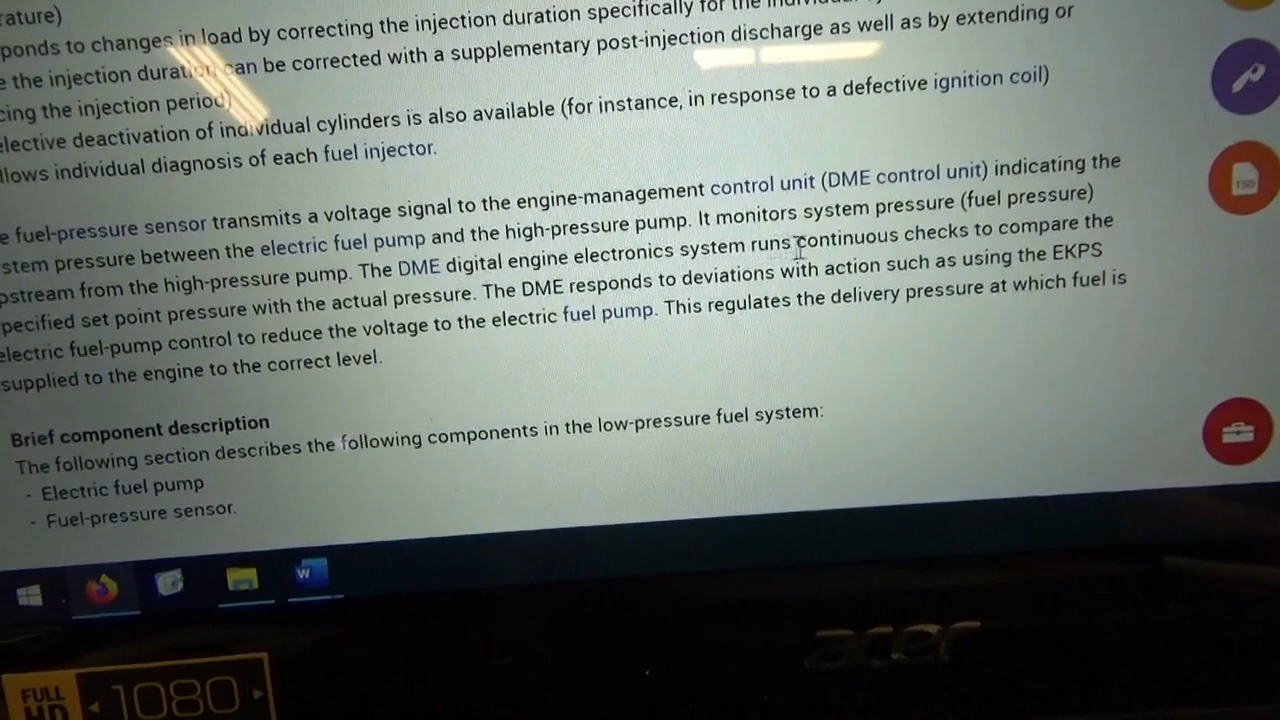 rature)
ponds to changes in load by correcting the injection duration specifically for the
e the injection duration can be corrected with a supplementary post-injection discharge as well as by extending or
cing the injection period)
elective deactivation of individual cylinders is also available (for instance, in response to a defective ignition coil)
llows individual diagnosis of each fuel injector.
e fuel-pressure sensor transmits a voltage signal to the engine-management control unit (DME control unit) indicating the
stem pressure between the electric fuel pump and the high-pressure pump. It monitors system pressure (fuel pressure)
pstream from the high-pressure pump. The DME digital engine electronics system runs continuous checks to compare the
pecified set point pressure with the actual pressure. The DME responds to deviations with action such as using the EKPS
electric fuel-pump control to reduce the voltage to the electric fuel pump. This regulates the delivery pressure at which fuel is
supplied to the engine to the correct level.
Brief component description
The following section describes the following components in the low-pressure fuel system:
- Electric fuel pump
- Fuel-pressure sensor.
TSB
W
acer
FULL
HD
1080